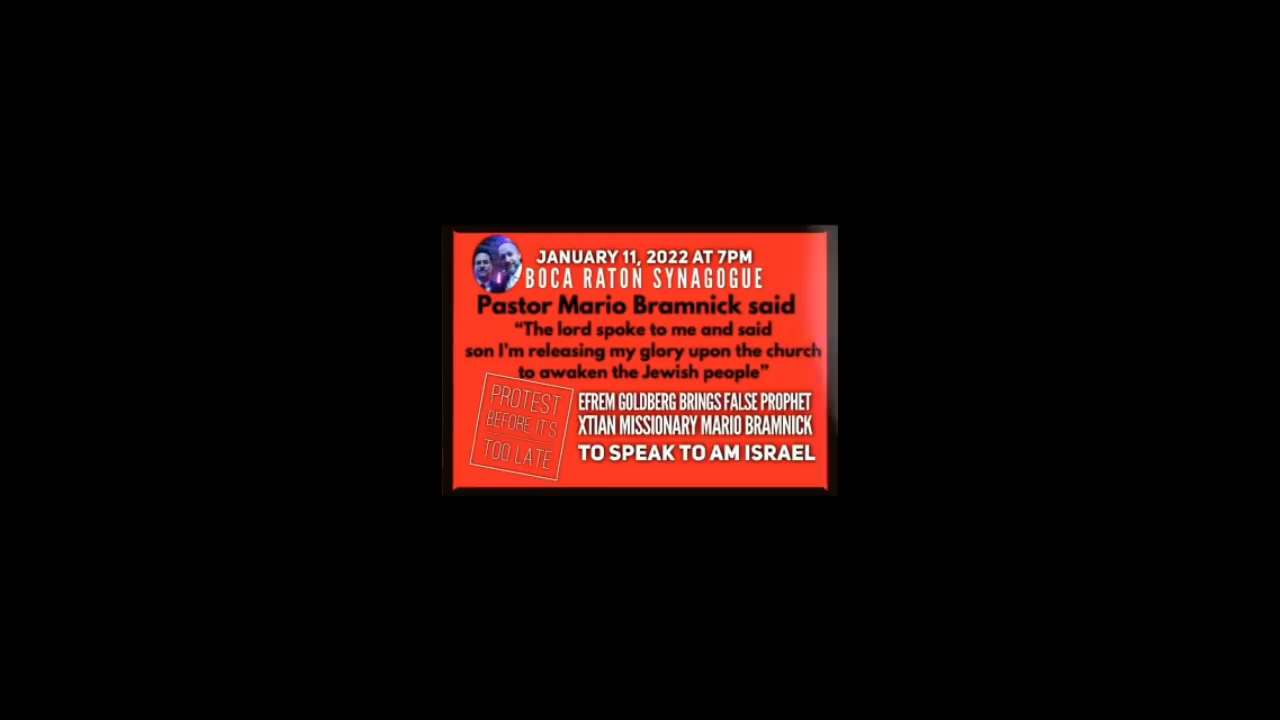 JANUARY 11, 2022 AT 7PM
BOCA RATON SYNAGOGUE
Pastor Mario Bramnick said
“The lord spoke to me and said
son I'm releasing my glory upon the church
to awaken the Jewish people”
PROTEST
BEFORE IT'S
TOO LATE
EFREM GOLDBERG BRINGS FALSE PROPHET
XTIAN MISSIONARY MARIO BRAMNICK
TO SPEAK TO AM ISRAEL